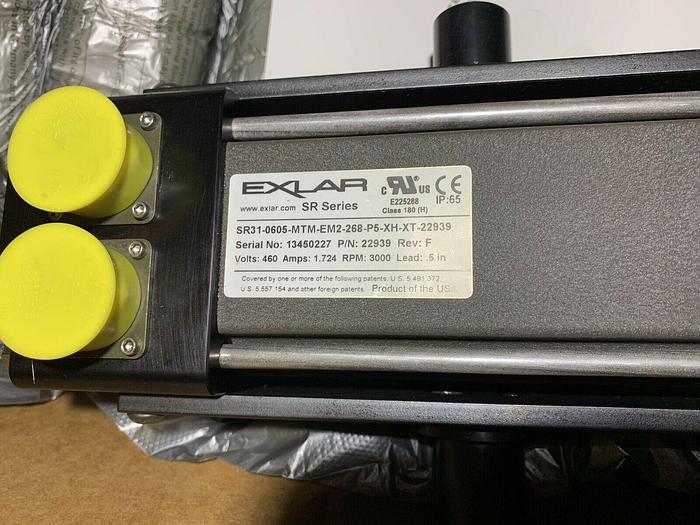 EXLAR
c RU US CE
www.exlar.com SR Series
E225288
Class 180 (H)
IP:65
SR31-0605-MTM-EM2-268-P5-XH-XT-22939
Serial No: 13450227 P/N: 22939 Rev: F
Volts: 460 Amps: 1.724 RPM: 3000 Lead: .5 in
Covered by one or more of the following patents: U.S. 5,491,372
U.S. 5,557,154 and other foreign patents. Product of the USA